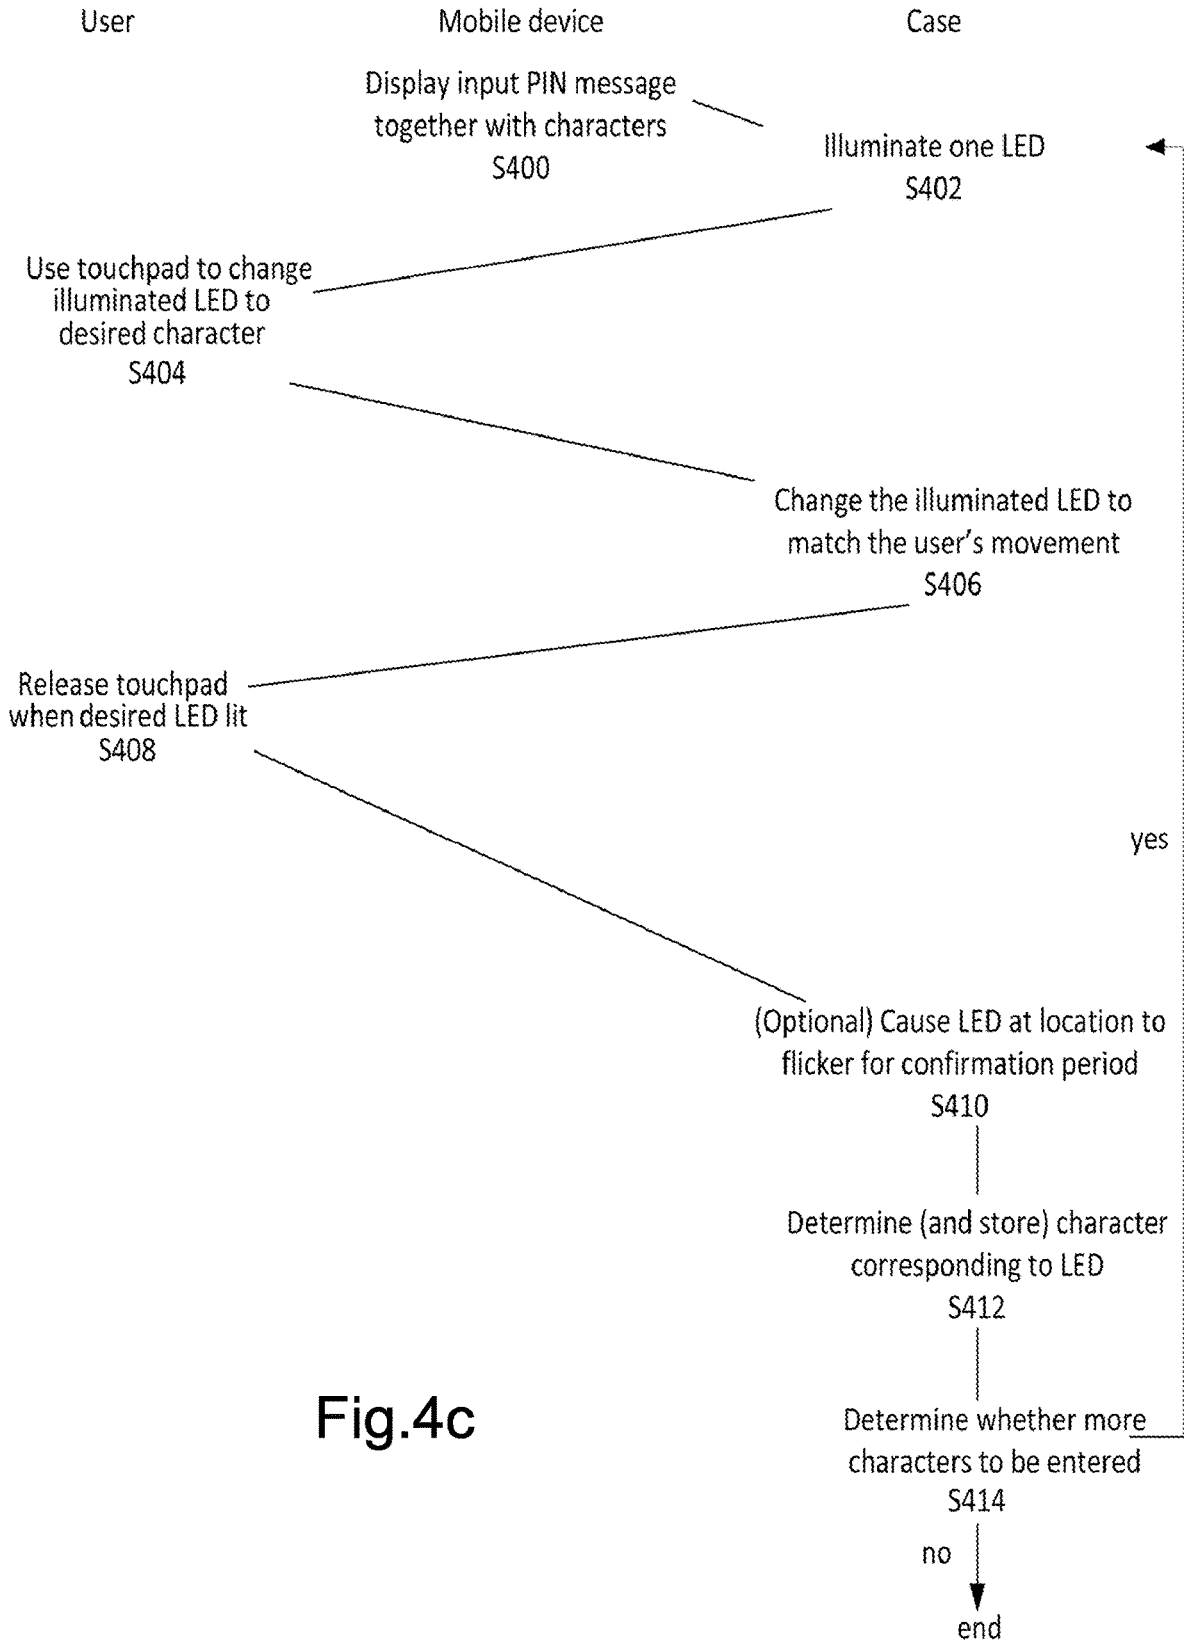 User
Mobile device
Case
Display input PIN message
together with characters
S400
Illuminate one LED
S402
Use touchpad to change
illuminated LED to
desired character
S404
Change the illuminated LED to
match the user's movement
S406
Release touchpad
when desired LED lit
S408
yes
(Optional) Cause LED at location to
flicker for confirmation period
S410
Determine (and store) character
corresponding to LED
S412
Fig.4c
Determine whether more
characters to be entered
S414
no
end